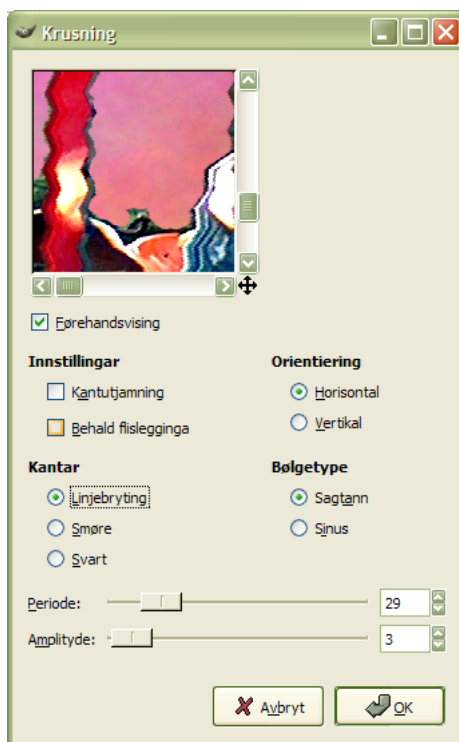 Krusning
Førehandsvising
Innstillingar
Kantutjamning
Behald flislegginga
Orientiering
Horisontal
Vertikal
Kantar
Linjebryting
Smøre
Svart
Bølgetype
Sagtann
Sinus
Periode: 29
Amplityde: 3
Avbryt OK